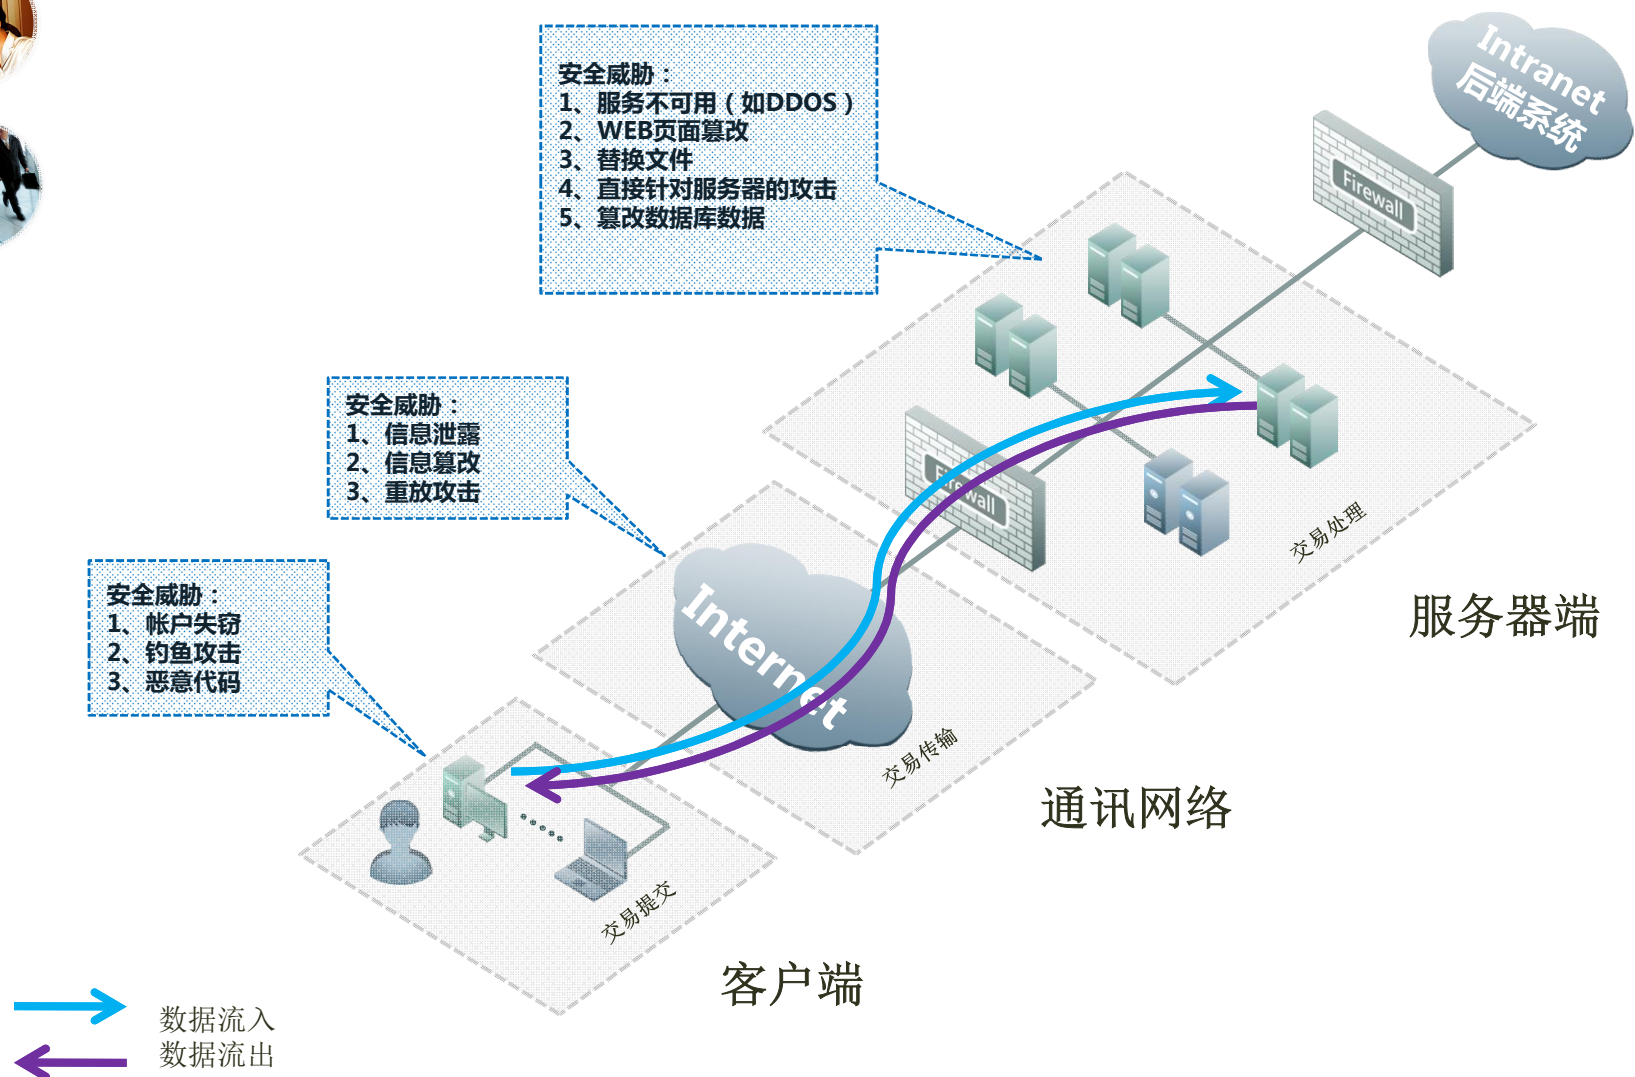 Intranet
后端系统
安全威胁：
1、服务不可用（如DDOS）
2、WEB页面篡改
3、替换文件
4、直接针对服务器的攻击
5、篡改数据库数据
Firewall
安全威胁：
1、信息泄露
2、信息篡改
3、重放攻击
Firewall
交易处理
服务器端
安全威胁：
1、帐户失窃
2、钓鱼攻击
3、恶意代码
Internet
交易传输
通讯网络
交易提交
客户端
数据流入
数据流出